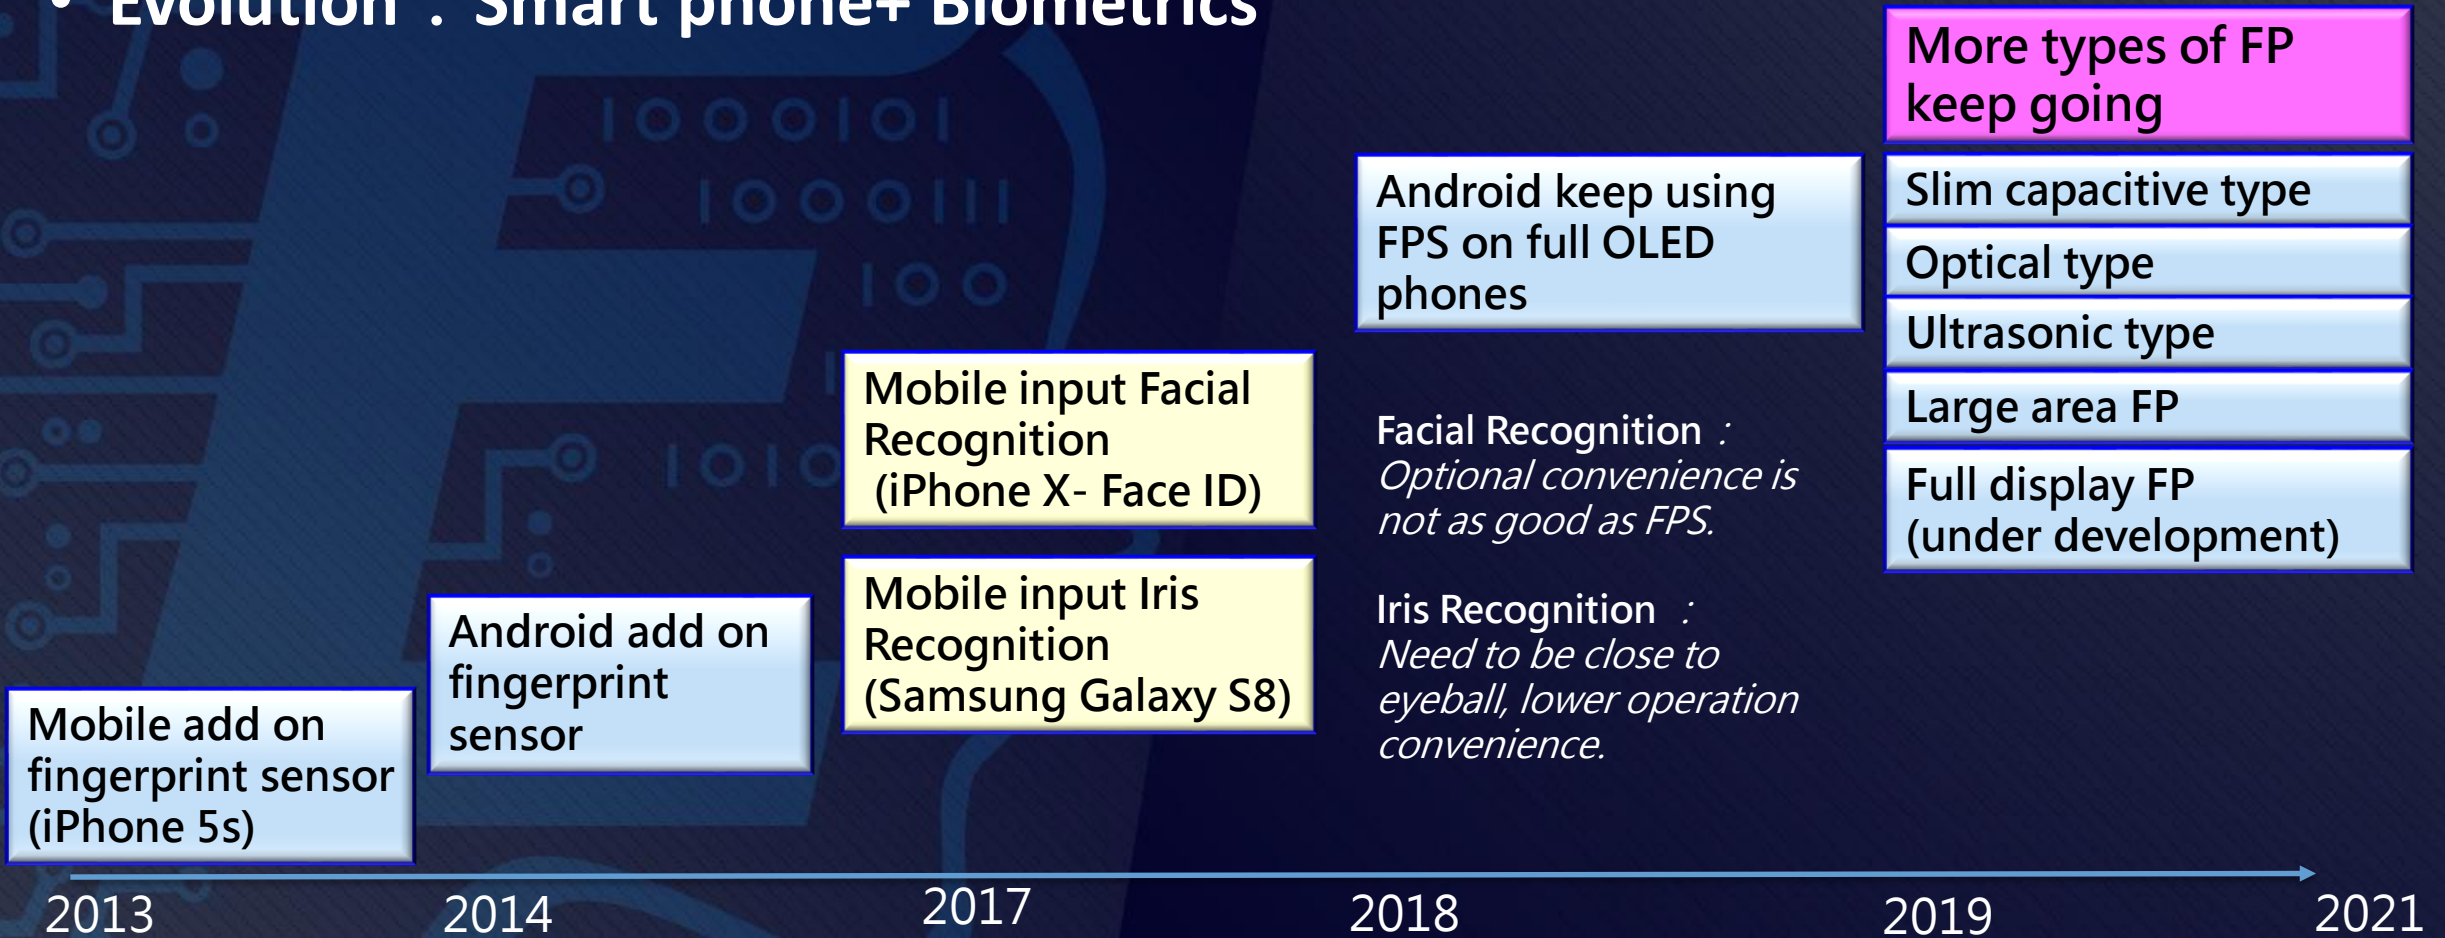 • Evolution：Smart phone+ Biometrics
More types of FP
keep going
Slim capacitive type
Optical type
Ultrasonic type
Large area FP
Full display FP
(under development)
Android keep using
FPS on full OLED
phones
Facial Recognition：
Optional convenience is
not as good as FPS.
Iris Recognition ：
Need to be close to
eyeball, lower operation
convenience.
Mobile input Facial
Recognition
(iPhone X- Face ID)
Mobile input Iris
Recognition
(Samsung Galaxy S8)
Android add on
fingerprint
sensor
Mobile add on
fingerprint sensor
(iPhone 5s)
1000101
1000111
100
1010
2013
2014
2017
2018
2019
2021